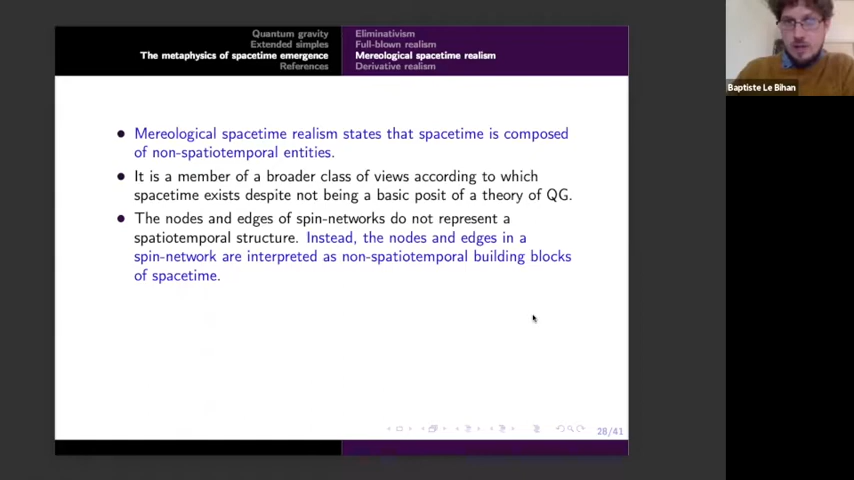 Quantum gravity
Extended simples
The metaphysics of spacetime emergence
References
Eliminativism
Full-blown realism
Mereological spacetime realism
Derivative realism
Mereological spacetime realism states that spacetime is composed
of non-spatiotemporal entities.
It is a member of a broader class of views according to which
spacetime exists despite not being a basic posit of a theory of QG.
The nodes and edges of spin-networks do not represent a
spatiotemporal structure. Instead, the nodes and edges in a
spin-network are interpreted as non-spatiotemporal building blocks
of spacetime.
28/41
Baptiste Le Bihan